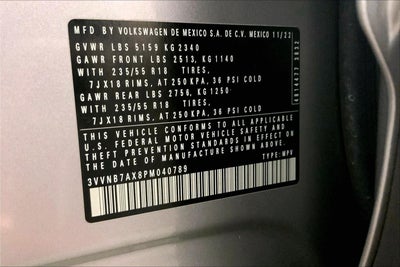 MFD BY VOLKSWAGEN DE MEXICO S.A. DE C.V. MEXICO 11/22
GVWR LBS 5159 KG 2340
GAWR FRONT LBS 2513, KG 1140
WITH 235/55 R18 TIRES,
7JX18 RIMS, AT 250 KPA, 36 PSI COLD
GAWR REAR LBS 2756, KG 1250
WITH 235/55 R18 TIRES,
7JX18 RIMS, AT 250 KPA, 36 PSI COLD
THIS VEHICLE CONFORMS TO ALL APPLICABLE
U.S. FEDERAL MOTOR VEHICLE SAFETY AND
THEFT PREVENTION STANDARDS IN EFFECT ON
THE DATE OF MANUFACTURE SHOWN ABOVE.
3VVNB7AX8PM040789 TYPE: MPV
4814477 3832